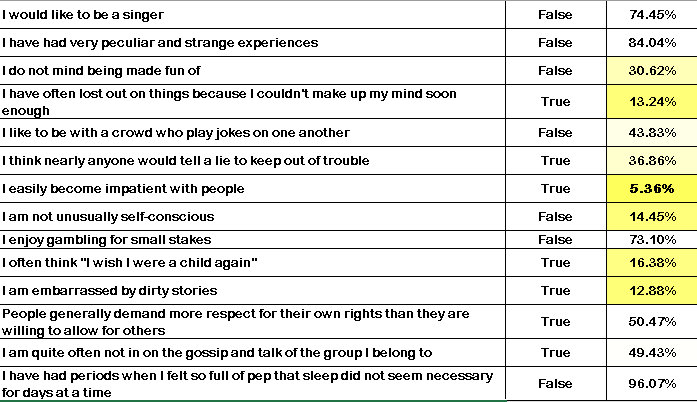 I would like to be a singer False 74.45%
I have had very peculiar and strange experiences False 84.04%
I do not mind being made fun of False 30.62%
I have often lost out on things because I couldn't make up my mind soon
enough True 13.24%
I like to be with a crowd who play jokes on one another False 43.83%
I think nearly anyone would tell a lie to keep out of trouble True 36.86%
I easily become impatient with people True 5.36%
I am not unusually self-conscious False 14.45%
I enjoy gambling for small stakes False 73.10%
I often think "I wish I were a child again" True 16.38%
I am embarrassed by dirty stories True 12.88%
People generally demand more respect for their own rights than they are
willing to allow for others True 50.47%
I am quite often not in on the gossip and talk of the group I belong to True 49.43%
I have had periods when I felt so full of pep that sleep did not seem necessary
for days at a time False 96.07%